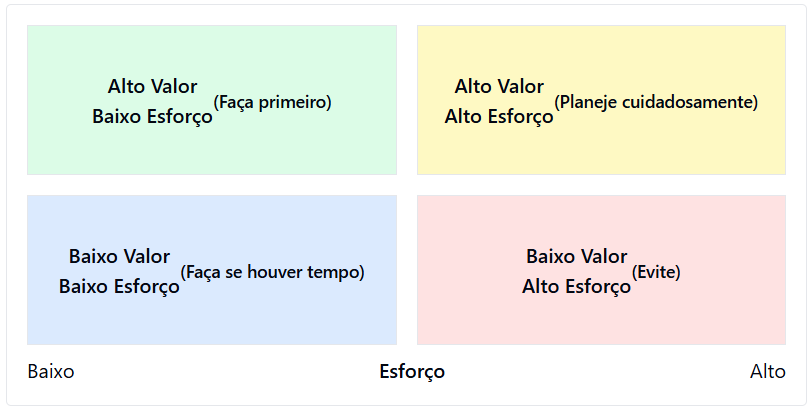 Alto Valor
Baixo Esforço
(Faça primeiro)
Alto Valor
Alto Esforço
(Planeje cuidadosamente)
Baixo Valor
Baixo Esforço
(Faça se houver tempo)
Baixo Valor
Alto Esforço
(Evite)
Baixo Esforço Alto